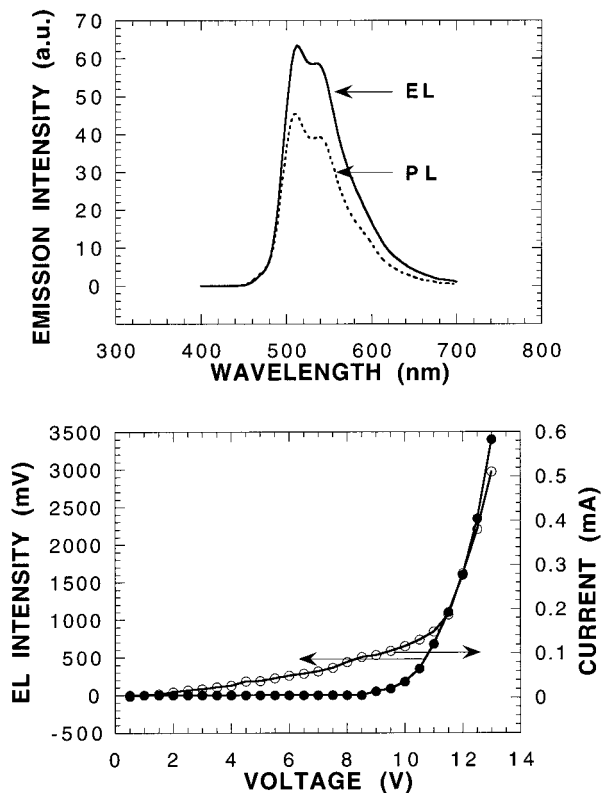 EMISSION INTENSITY (a.u.)
70
60
50
40
30
20
10
0
EL
PL
300 400 500 600 700 800
WAVELENGTH (nm)
EL INTENSITY (mV)
3500
3000
2500
2000
1500
1000
500
0
-500
0.6
0.5
0.4
0.3
0.2
0.1
0
CURRENT (mA)
0 2 4 6 8 10 12 14
VOLTAGE (V)